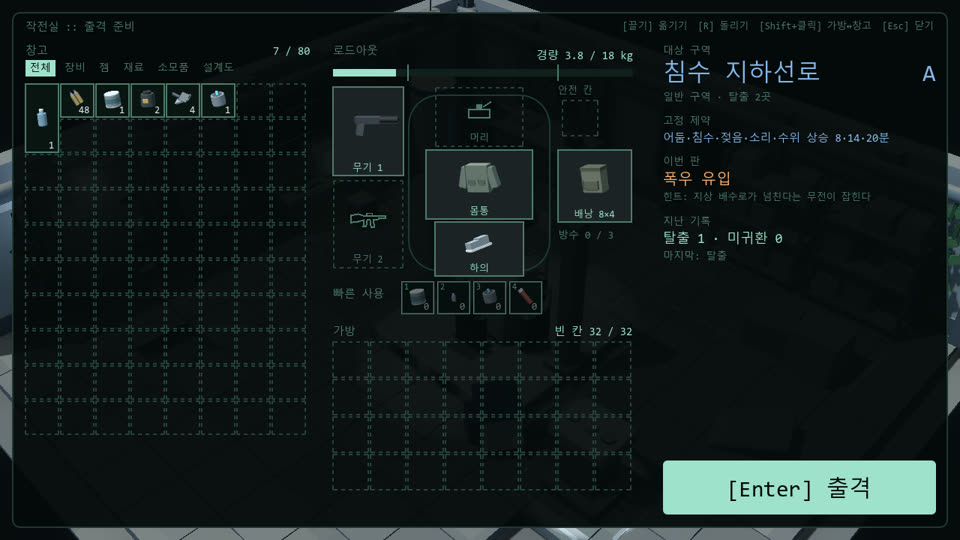 작전실 :: 출격 준비
[끌기] 옮기기 [R] 돌리기 [Shift+클릭] 가방↔창고 [Esc] 닫기
창고 7 / 80
전체 장비 젬 재료 소모품 설계도
1
48
1
2
4
1
로드아웃
경량 3.8 / 18 kg
무기 1
무기 2
머리
몸통
하의
안전 칸
배낭 8×4
방수 0 / 3
빠른 사용
1 0
2 0
3 0
4 0
가방 빈 칸 32 / 32
대상 구역
침수 지하선로 A
일반 구역 · 탈출 2곳
고정 제약
어둠·침수·젖음·소리·수위 상승 8·14·20분
이번 판
폭우 유입
힌트: 지상 배수로가 넘친다는 무전이 잡힌다
지난 기록
탈출 1 · 미귀환 0
마지막: 탈출
[Enter] 출격